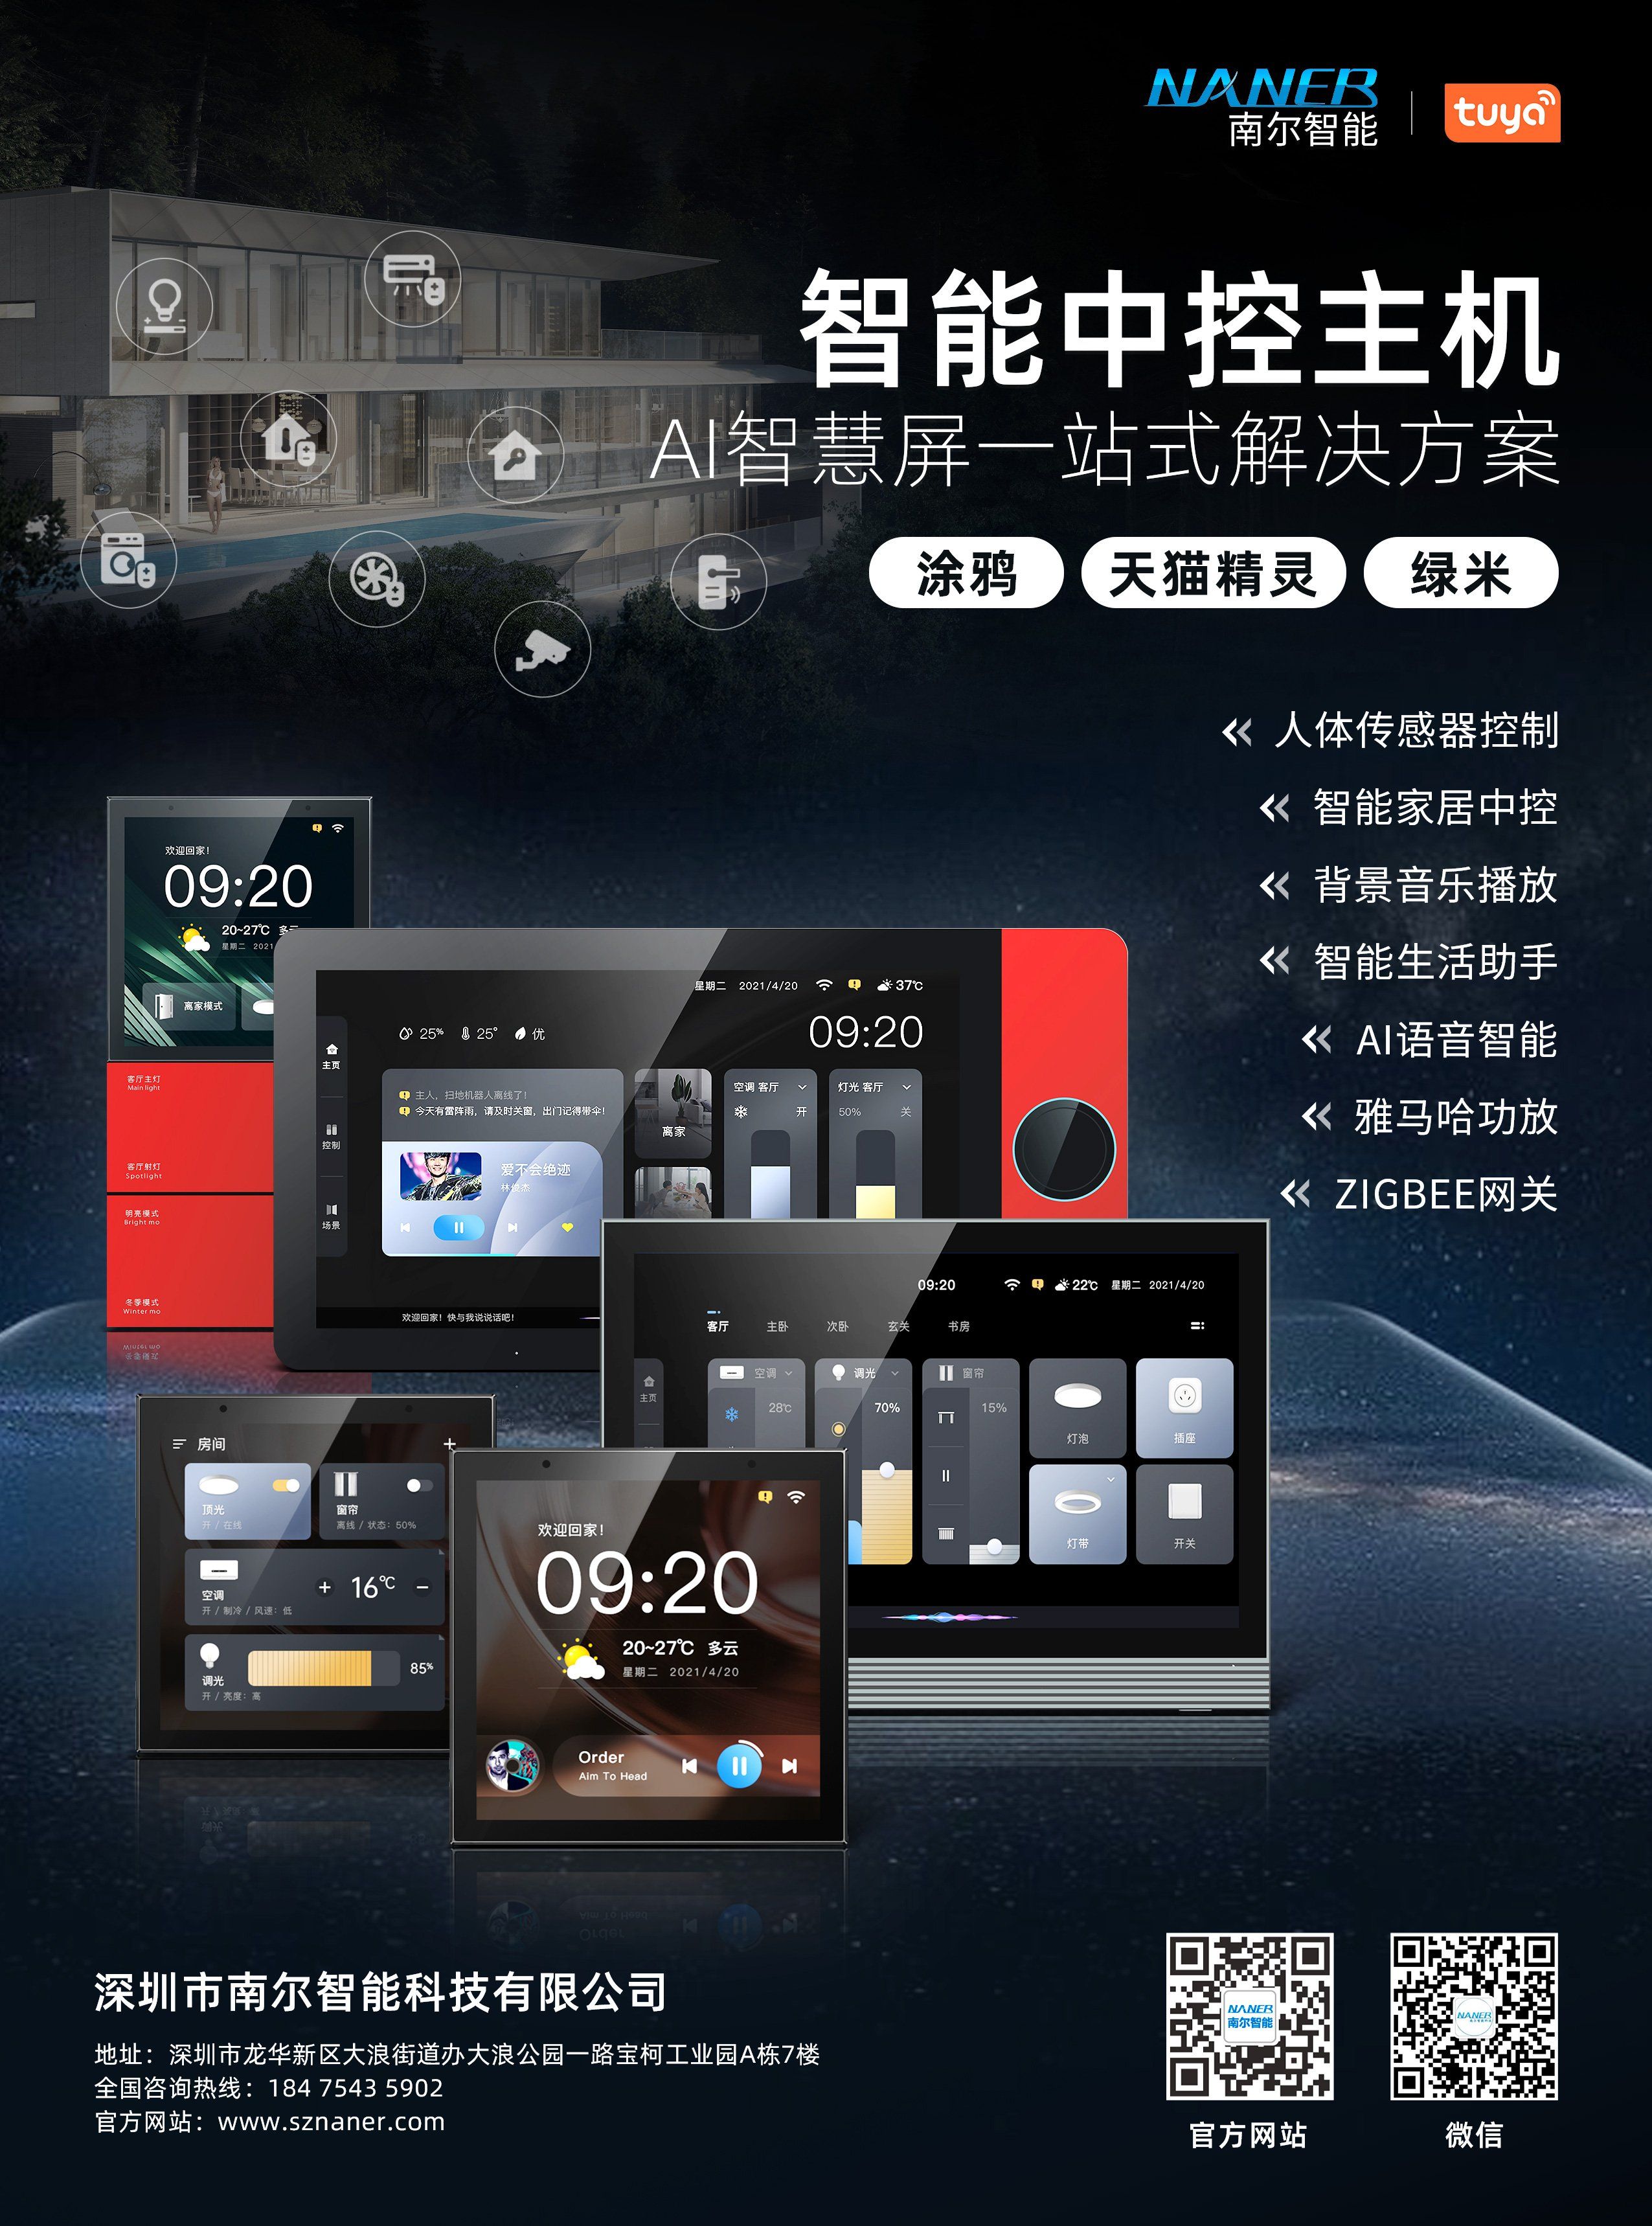 NANER
南尔智能
tuya
智能中控主机
AI智慧屏一站式解决方案
涂鸦 天猫精灵 绿米
人体传感器控制
智能家居中控
背景音乐播放
智能生活助手
AI语音智能
雅马哈功放
ZIGBEE网关
欢迎回家!
09:20
20~27℃ 多云
星期二 2021
离家模式
客厅主灯
Main light
客厅射灯
Spotlight
明亮模式
Bright mo
冬季模式
Winter mo
星期二 2021/4/20 37℃
25% 25° 优
09:20
主页
控制
场景
主人，扫地机器人离线了!
今天有雷阵雨，请及时关窗，出门记得带伞!
爱不会绝迹
林俊杰
离家
空调 客厅
开
灯光 客厅
50% 关
欢迎回家! 快与我说说话吧!
09:20 22℃ 星期二 2021/4/20
客厅 主卧 次卧 玄关 书房
主页
空调
28℃
调光
70%
窗帘
15%
灯泡
插座
灯带
开关
房间
顶光
开 / 在线
窗帘
离线 / 状态：50%
空调
开 / 制冷 / 风速：低
+ 16℃ −
调光
开 / 亮度：高
85%
欢迎回家!
09:20
20~27℃ 多云
星期二 2021/4/20
Order
Aim To Head
深圳市南尔智能科技有限公司
地址：深圳市龙华新区大浪街道办大浪公园一路宝柯工业园A栋7楼
全国咨询热线：184 7543 5902
官方网站：www.sznaner.com
NANER
南尔智能
官方网站
NANER
微信